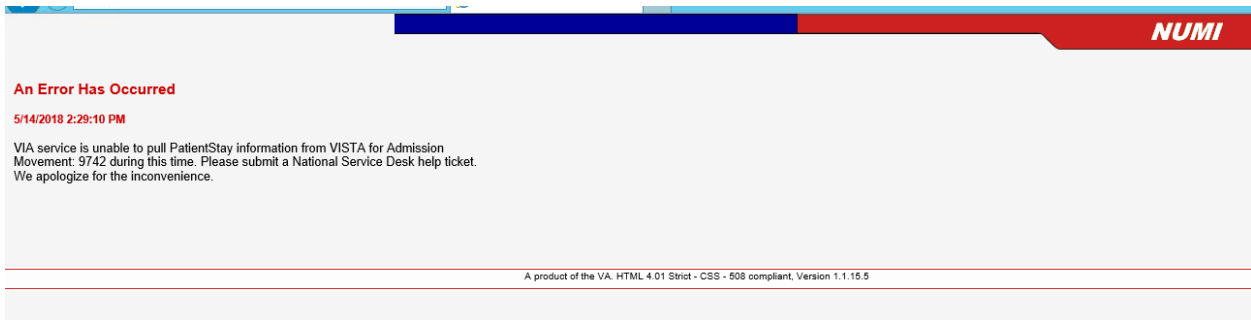 NUMI
An Error Has Occurred
5/14/2018 2:29:10 PM
VIA service is unable to pull PatientStay information from VISTA for Admission
Movement: 9742 during this time. Please submit a National Service Desk help ticket.
We apologize for the inconvenience.
A product of the VA. HTML 4.01 Strict - CSS - 508 compliant, Version 1.1.15.5